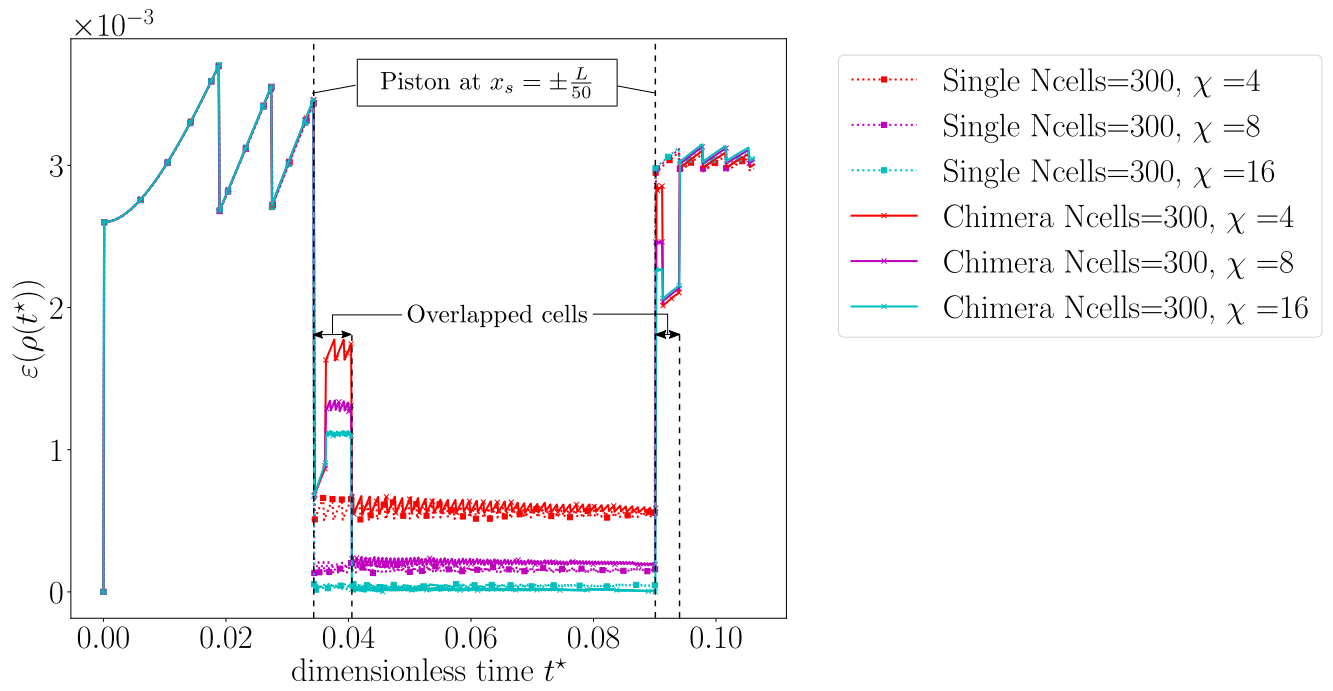 ×10⁻³
Piston at xₛ = ±L/50
Overlapped cells
3
2
1
0
ε(ρ(t⋆))
0.00 0.02 0.04 0.06 0.08 0.10
dimensionless time t⋆
Single Ncells=300, χ =4
Single Ncells=300, χ =8
Single Ncells=300, χ =16
Chimera Ncells=300, χ =4
Chimera Ncells=300, χ =8
Chimera Ncells=300, χ =16